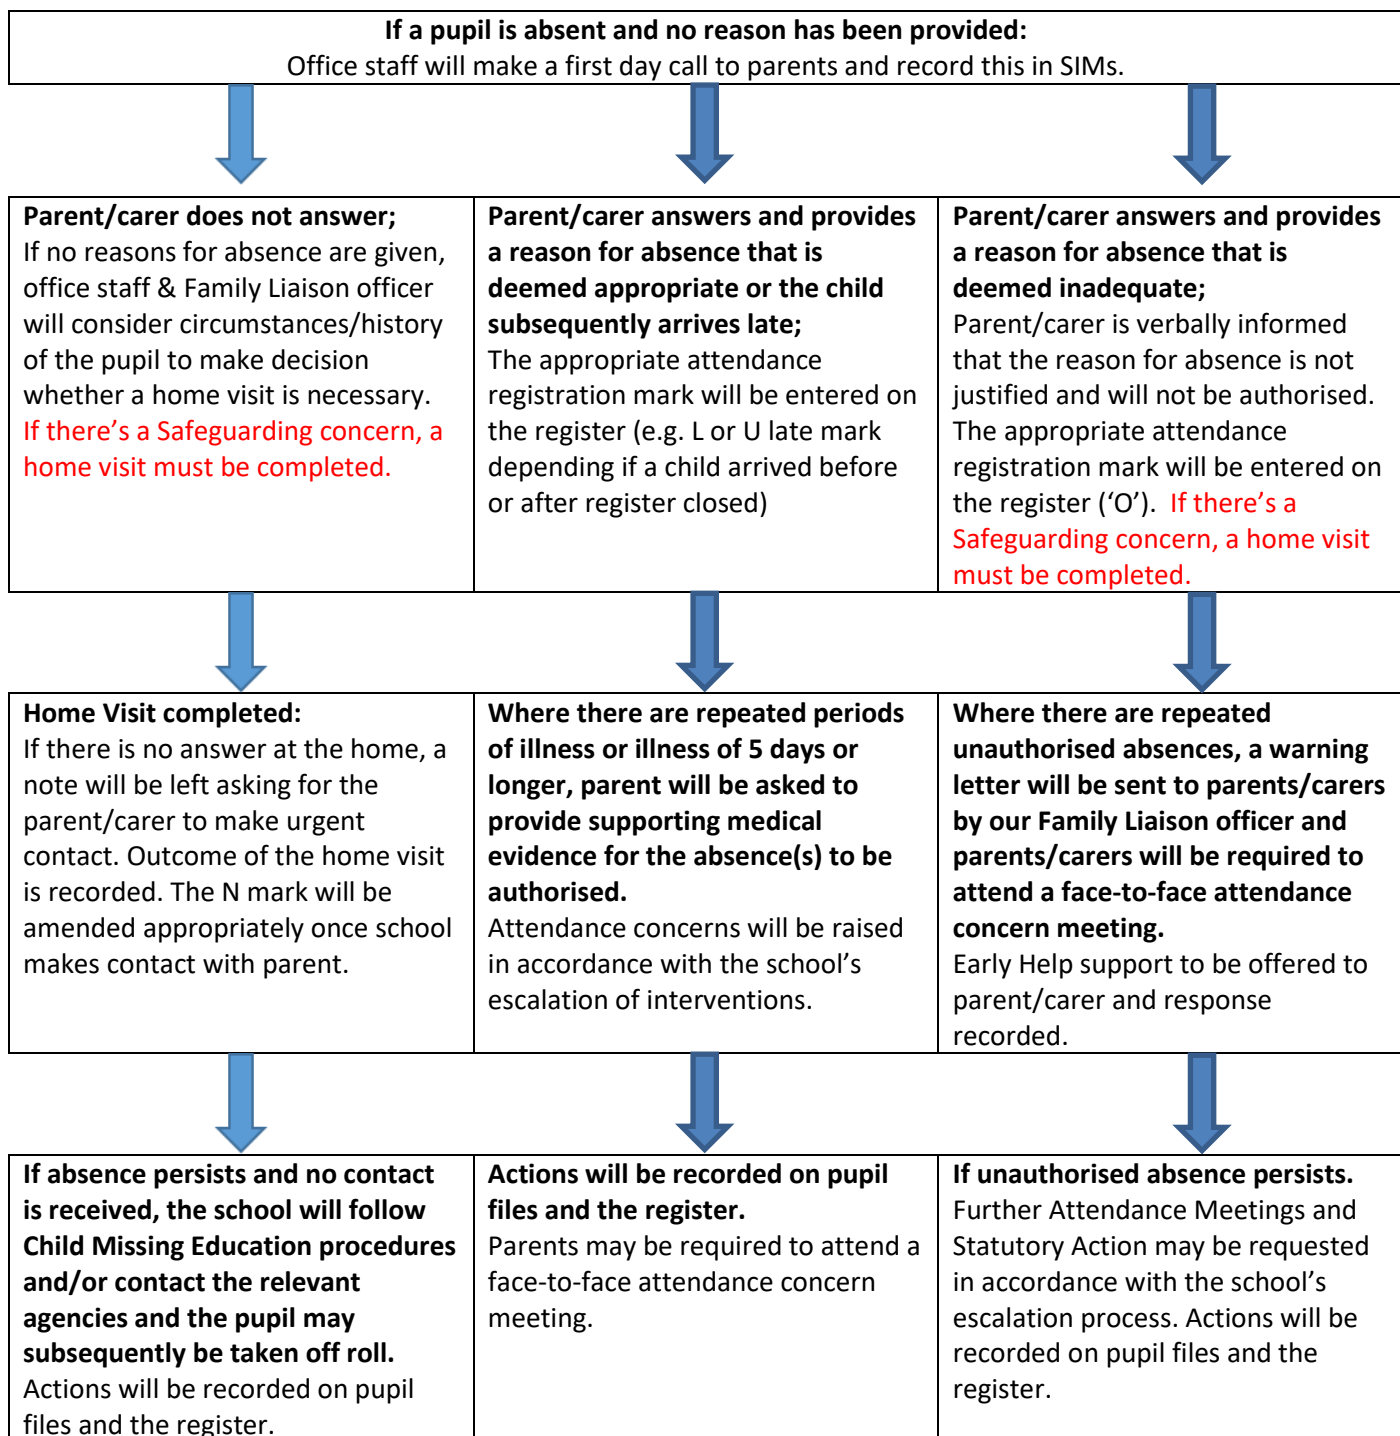 If a pupil is absent and no reason has been provided:
Office staff will make a first day call to parents and record this in SIMs.
Parent/carer does not answer;
If no reasons for absence are given,
office staff & Family Liaison officer
will consider circumstances/history
of the pupil to make decision
whether a home visit is necessary.
If there’s a Safeguarding concern, a
home visit must be completed.
Parent/carer answers and provides
a reason for absence that is
deemed appropriate or the child
subsequently arrives late;
The appropriate attendance
registration mark will be entered on
the register (e.g. L or U late mark
depending if a child arrived before
or after register closed)
Parent/carer answers and provides
a reason for absence that is
deemed inadequate;
Parent/carer is verbally informed
that the reason for absence is not
justified and will not be authorised.
The appropriate attendance
registration mark will be entered on
the register (‘O’).  If there’s a
Safeguarding concern, a home visit
must be completed.
Home Visit completed:
If there is no answer at the home, a
note will be left asking for the
parent/carer to make urgent
contact. Outcome of the home visit
is recorded. The N mark will be
amended appropriately once school
makes contact with parent.
Where there are repeated periods
of illness or illness of 5 days or
longer, parent will be asked to
provide supporting medical
evidence for the absence(s) to be
authorised.
Attendance concerns will be raised
in accordance with the school’s
escalation of interventions.
Where there are repeated
unauthorised absences, a warning
letter will be sent to parents/carers
by our Family Liaison officer and
parents/carers will be required to
attend a face-to-face attendance
concern meeting.
Early Help support to be offered to
parent/carer and response
recorded.
If absence persists and no contact
is received, the school will follow
Child Missing Education procedures
and/or contact the relevant
agencies and the pupil may
subsequently be taken off roll.
Actions will be recorded on pupil
files and the register.
Actions will be recorded on pupil
files and the register.
Parents may be required to attend a
face-to-face attendance concern
meeting.
If unauthorised absence persists.
Further Attendance Meetings and
Statutory Action may be requested
in accordance with the school’s
escalation process. Actions will be
recorded on pupil files and the
register.